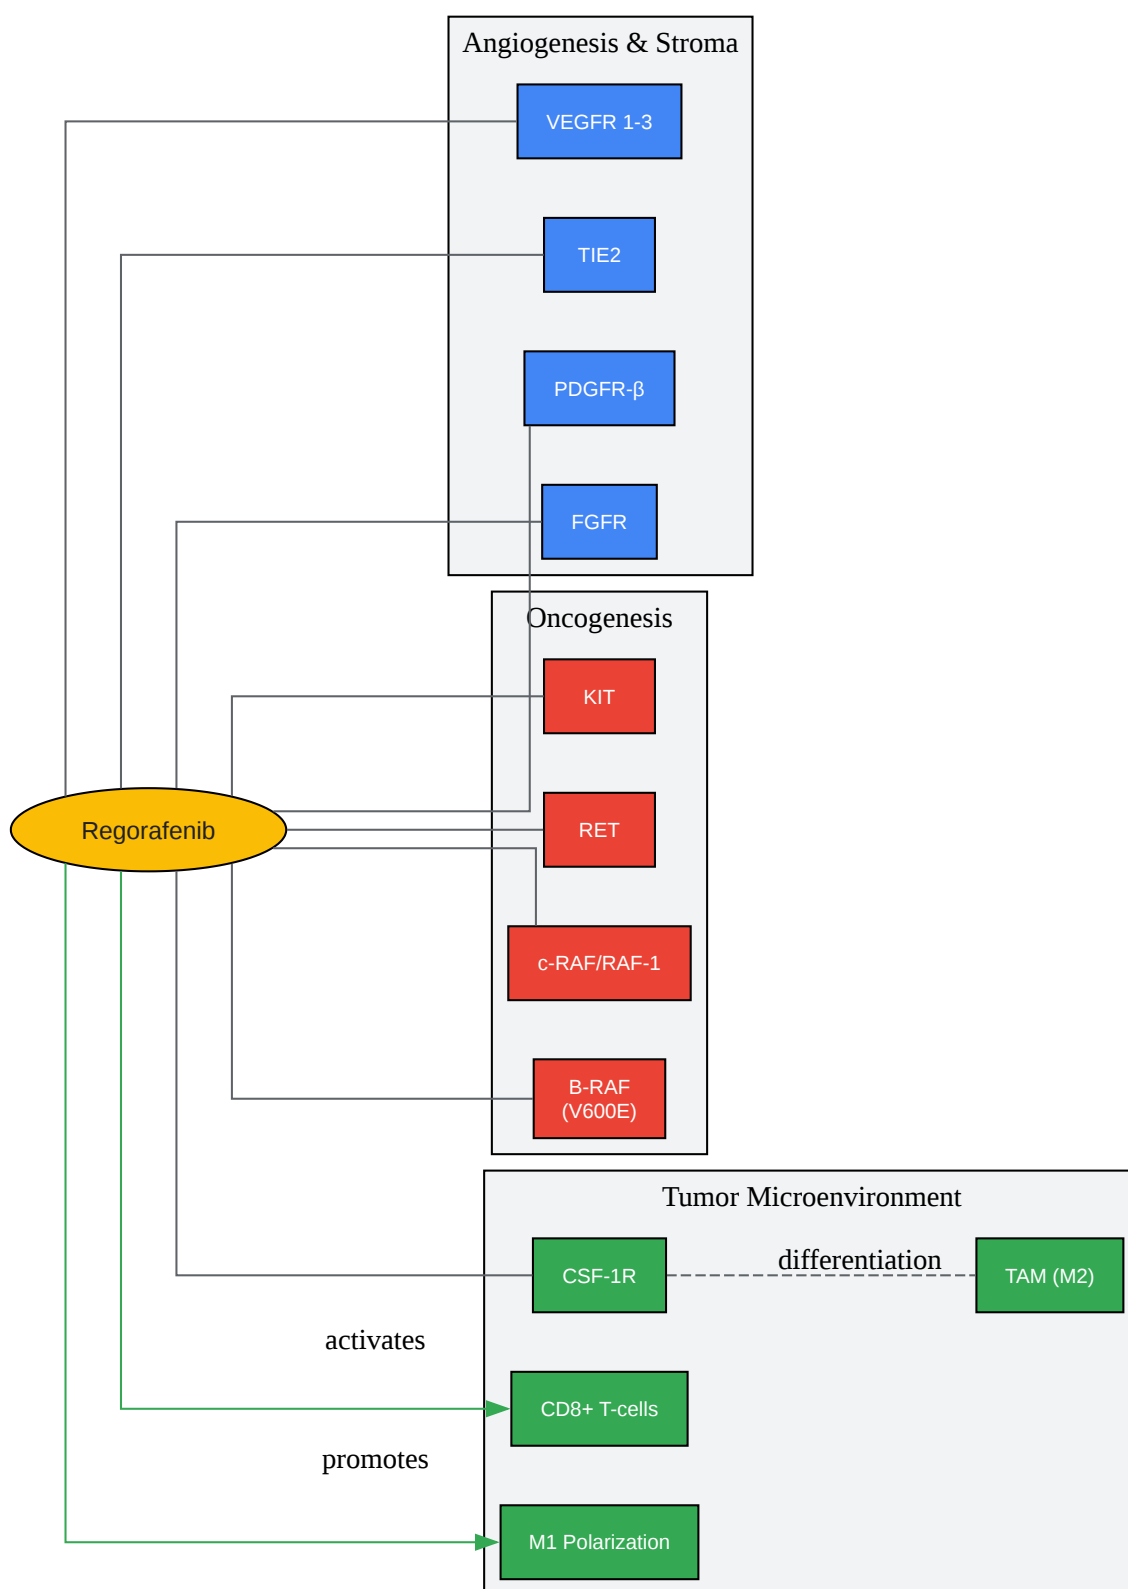 Angiogenesis & Stroma
VEGFR 1-3
TIE2
PDGFR-β
FGFR
Oncogenesis
KIT
Regorafenib
RET
c-RAF/RAF-1
B-RAF
(V600E)
Tumor Microenvironment
CSF-1R
differentiation
TAM (M2)
activates
CD8+ T-cells
promotes
M1 Polarization